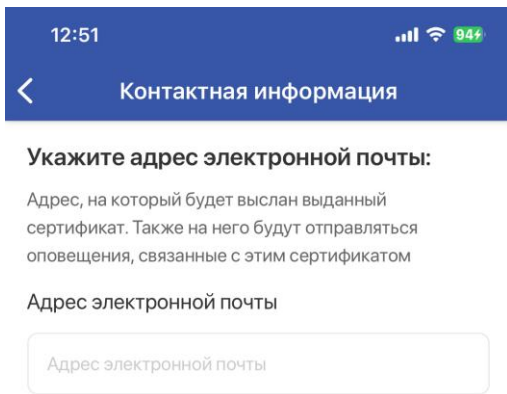 12:51
94
Контактная информация
Укажите адрес электронной почты:
Адрес, на который будет выслан выданный
сертификат. Также на него будут отправляться
оповещения, связанные с этим сертификатом
Адрес электронной почты
Адрес электронной почты